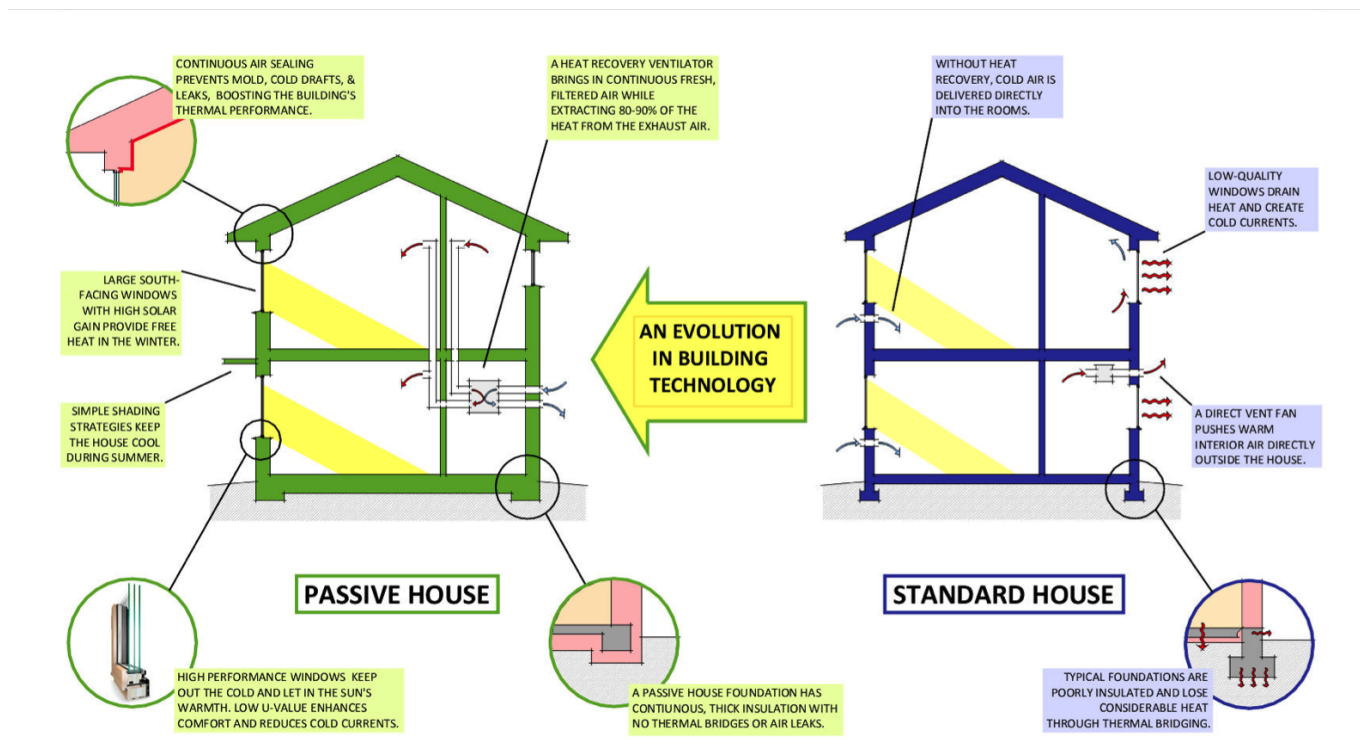 CONTINUOUS AIR SEALING
PREVENTS MOLD, COLD DRAFTS, &
LEAKS, BOOSTING THE BUILDING'S
THERMAL PERFORMANCE.
A HEAT RECOVERY VENTILATOR
BRINGS IN CONTINUOUS FRESH,
FILTERED AIR WHILE
EXTRACTING 80-90% OF THE
HEAT FROM THE EXHAUST AIR.
LARGE SOUTH-
FACING WINDOWS
WITH HIGH SOLAR
GAIN PROVIDE FREE
HEAT IN THE WINTER.
SIMPLE SHADING
STRATEGIES KEEP
THE HOUSE COOL
DURING SUMMER.
HIGH PERFORMANCE WINDOWS KEEP
OUT THE COLD AND LET IN THE SUN'S
WARMTH. LOW U-VALUE ENHANCES
COMFORT AND REDUCES COLD CURRENTS.
PASSIVE HOUSE
A PASSIVE HOUSE FOUNDATION HAS
CONTIUNOUS, THICK INSULATION WITH
NO THERMAL BRIDGES OR AIR LEAKS.
AN EVOLUTION
IN BUILDING
TECHNOLOGY
WITHOUT HEAT
RECOVERY, COLD AIR IS
DELIVERED DIRECTLY
INTO THE ROOMS.
LOW-QUALITY
WINDOWS DRAIN
HEAT AND CREATE
COLD CURRENTS.
A DIRECT VENT FAN
PUSHES WARM
INTERIOR AIR DIRECTLY
OUTSIDE THE HOUSE.
STANDARD HOUSE
TYPICAL FOUNDATIONS ARE
POORLY INSULATED AND LOSE
CONSIDERABLE HEAT
THROUGH THERMAL BRIDGING.